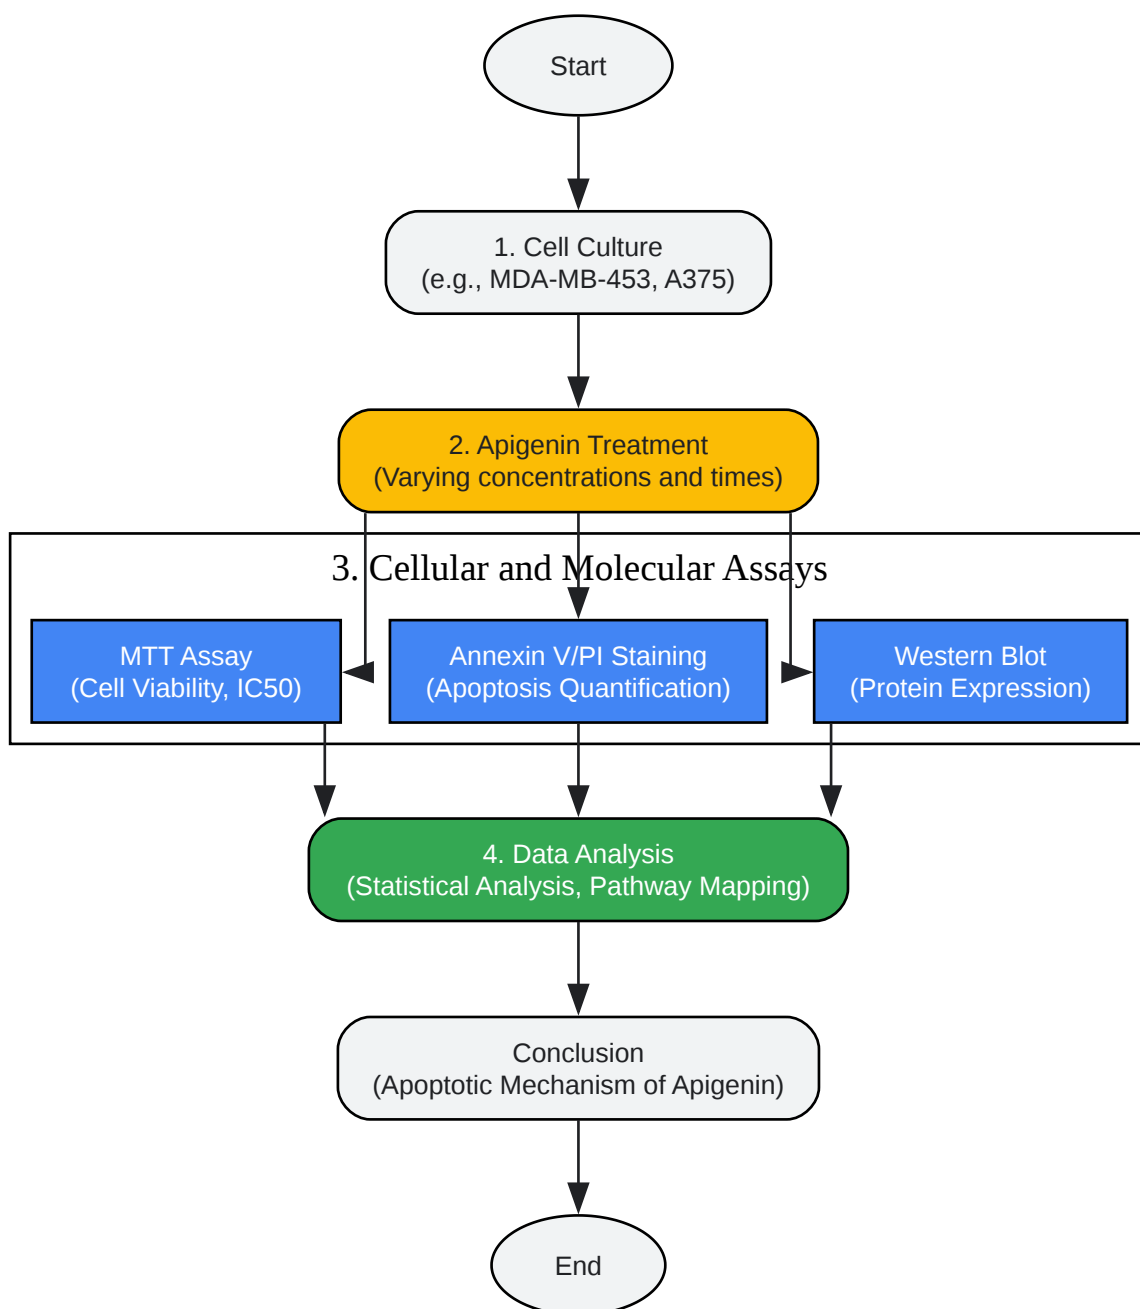 Start
1. Cell Culture
(e.g., MDA-MB-453, A375)
2. Apigenin Treatment
(Varying concentrations and times)
3. Cellular and Molecular Assays
MTT Assay
(Cell Viability, IC50)
Annexin V/PI Staining
(Apoptosis Quantification)
Western Blot
(Protein Expression)
4. Data Analysis
(Statistical Analysis, Pathway Mapping)
Conclusion
(Apoptotic Mechanism of Apigenin)
End